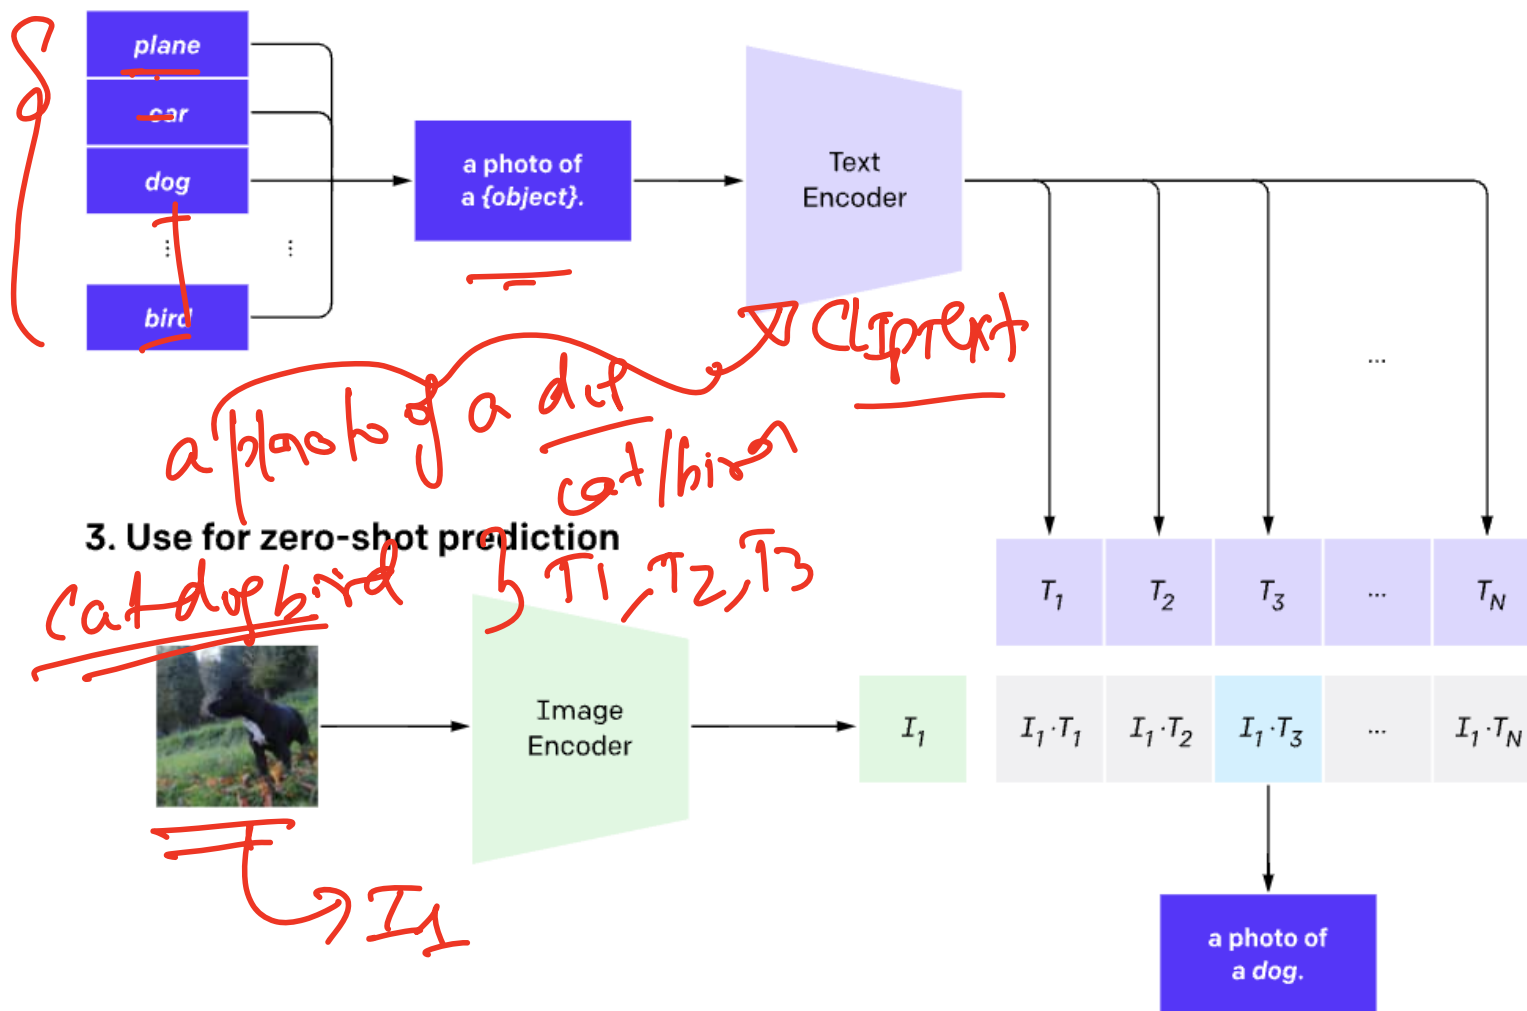 plane
car
dog
bird
a photo of
a {object}.
Text
Encoder
CLIPText
a photo of a
cat/bird
3. Use for zero-shot prediction
cat dog bird
T1, T2, T3
Image
Encoder
I1
T1 T2 T3 ... TN
I1
I1·T1 I1·T2 I1·T3 ... I1·TN
a photo of
a dog.